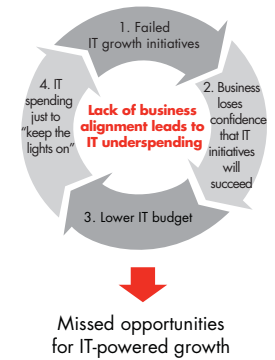 1. Failed
IT growth initiatives
2. Business
loses
confidence
that IT
initiatives
will
succeed
3. Lower IT budget
4. IT
spending
just to
“keep the
lights on”
Lack of business
alignment leads to
IT underspending
Missed opportunities
for IT-powered growth